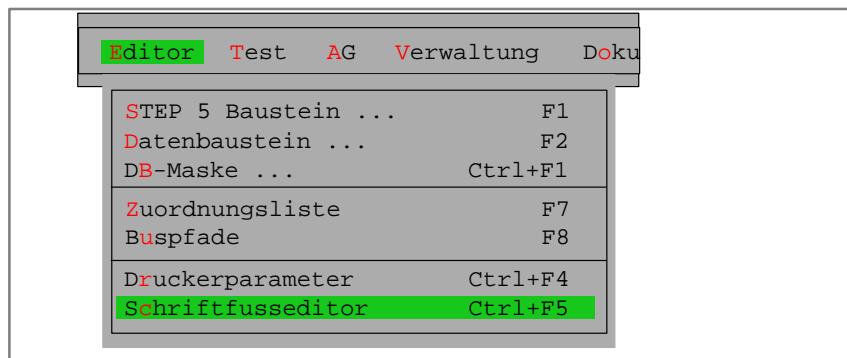 Editor Test AG Verwaltung Doku
STEP 5 Baustein ... F1
Datenbaustein ... F2
DB-Maske ... Ctrl+F1
Zuordnungsliste F7
Buspfade F8
Druckerparameter Ctrl+F4
Schriftfusseditor Ctrl+F5